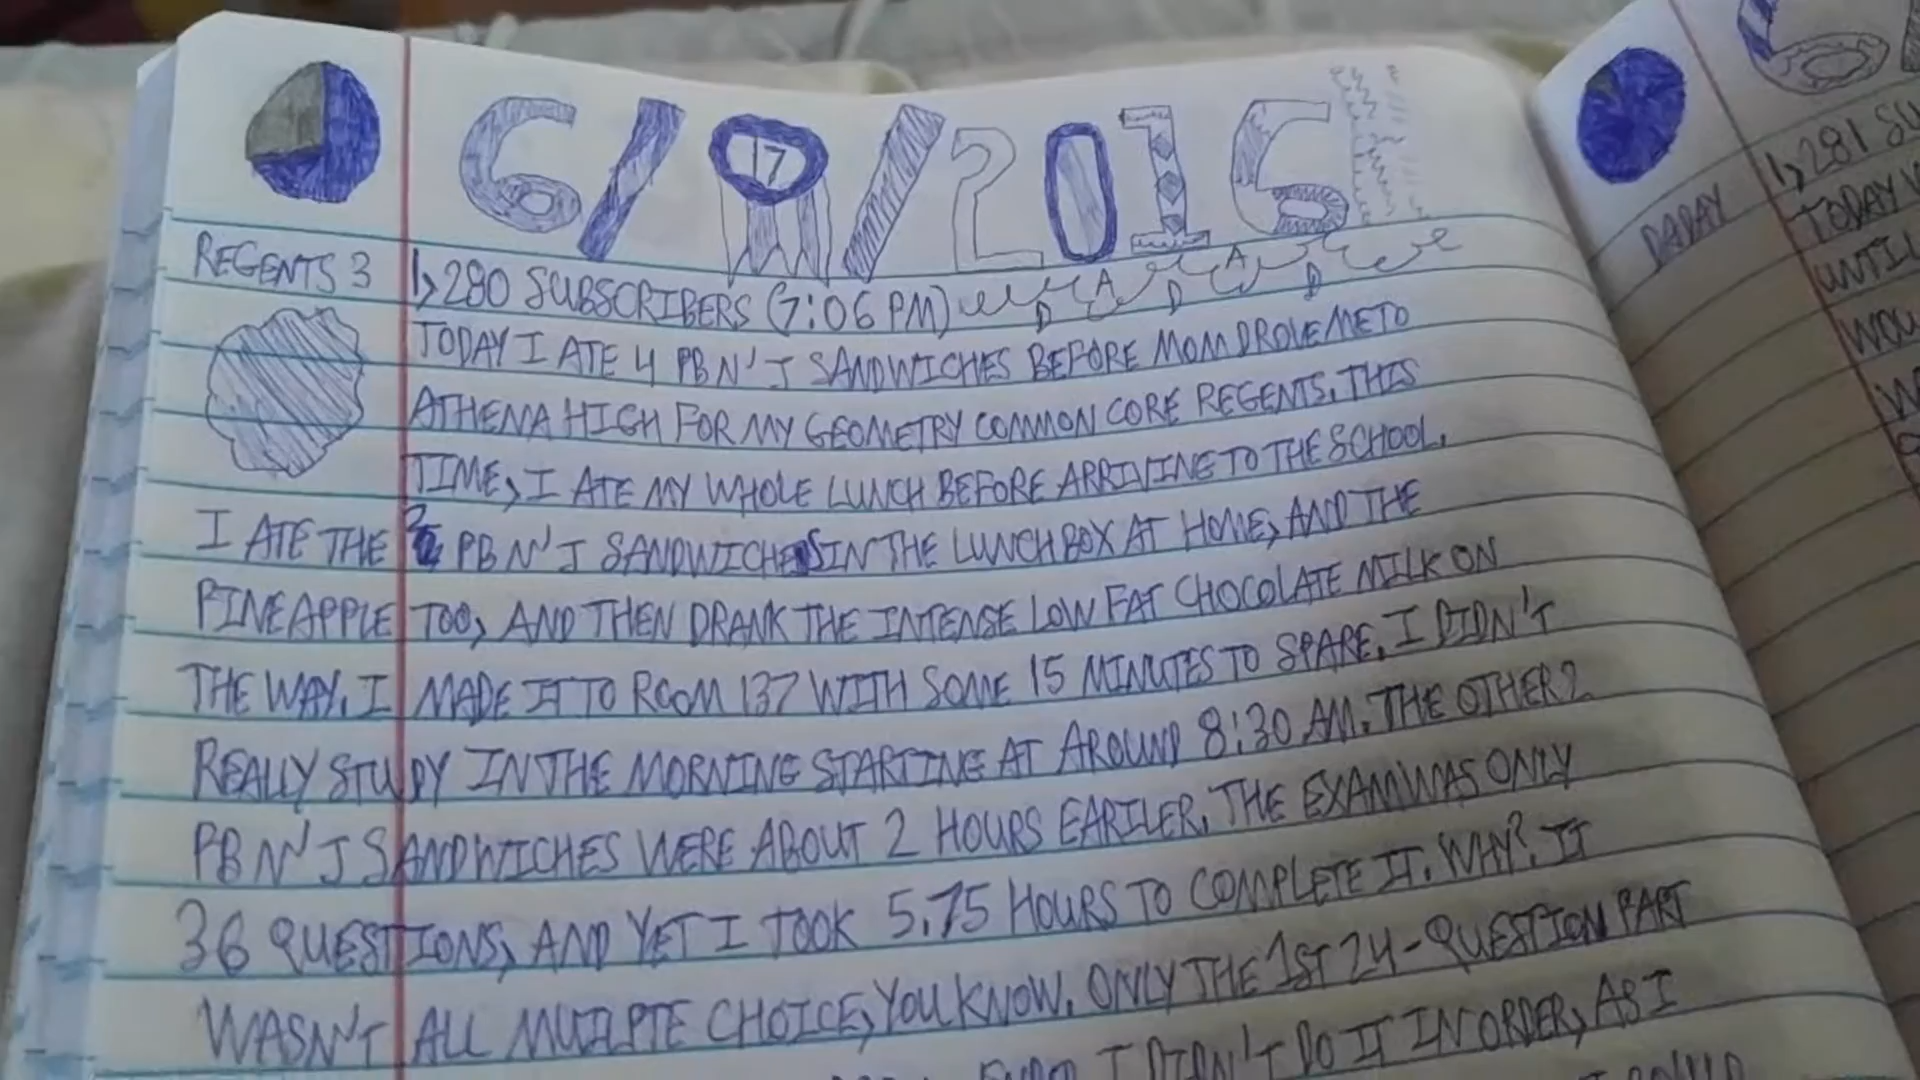 6/17/2016
REGENTS 3
1,280 SUBSCRIBERS (7:06 PM)
D A D A D
TODAY I ATE 4 PB N' J SANDWICHES BEFORE MOM DROVE ME TO
ATHENA HIGH FOR MY GEOMETRY COMMON CORE REGENTS. THIS
TIME, I ATE MY WHOLE LUNCH BEFORE ARRIVING TO THE SCHOOL.
I ATE THE 2 PB N' J SANDWICHES IN THE LUNCHBOX AT HOME, AND THE
PINEAPPLE TOO, AND THEN DRANK THE INTENSE LOW FAT CHOCOLATE MILK ON
THE WAY. I MADE IT TO ROOM 137 WITH SOME 15 MINUTES TO SPARE. I DIDN'T
REALLY STUDY IN THE MORNING STARTING AT AROUND 8:30 AM. THE OTHER 2
PB N' J SANDWICHES WERE ABOUT 2 HOURS EARILER. THE EXAM WAS ONLY
36 QUESTIONS, AND YET I TOOK 5.75 HOURS TO COMPLETE IT. WHY? IT
WASN'T ALL MUILPTE CHOICE, YOU KNOW. ONLY THE 1ST 24-QUESTION PART
I DIDN'T DO IT IN ORDER, AS I
6/
DADAY
1,281 SU
TODAY W
UNTIL
WOU